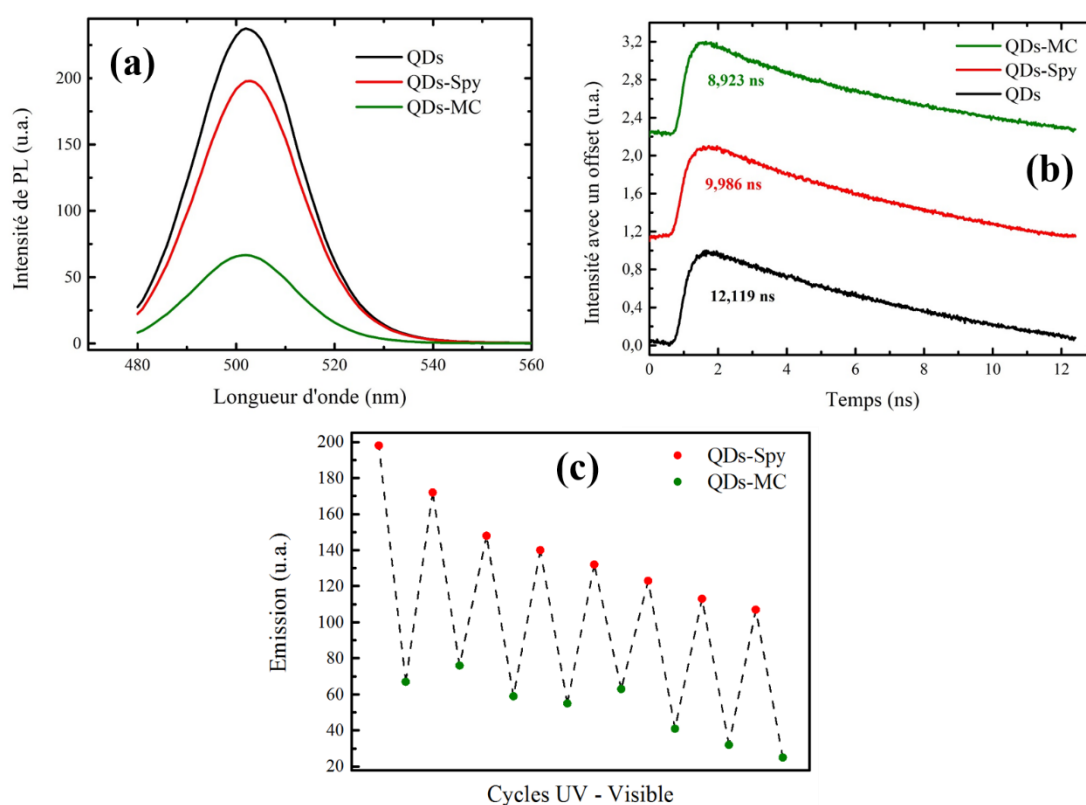 (a)
QDs
QDs-Spy
QDs-MC
Intensité de PL (u.a.)
200
150
100
50
0
480 500 520 540 560
Longueur d'onde (nm)
(b)
QDs-MC
QDs-Spy
QDs
8,923 ns
9,986 ns
12,119 ns
Intensité avec un offset (u.a.)
3,2
2,4
2,0
1,6
1,2
0,8
0,4
0,0
0 2 4 6 8 10 12
Temps (ns)
(c)
QDs-Spy
QDs-MC
Emission (u.a.)
200
180
160
140
120
100
80
60
40
20
Cycles UV - Visible